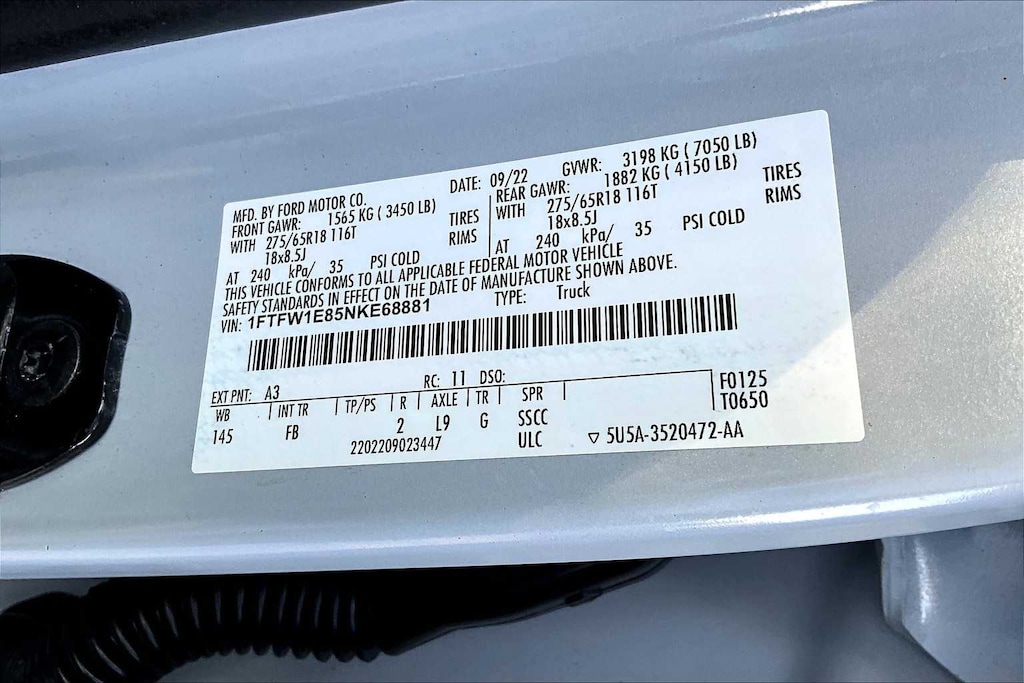 MFD. BY FORD MOTOR CO. DATE: 09/22 GVWR: 3198 KG ( 7050 LB)
FRONT GAWR: 1565 KG ( 3450 LB) REAR GAWR: 1882 KG ( 4150 LB)
WITH 275/65R18 116T TIRES WITH 275/65R18 116T TIRES
18x8.5J RIMS 18x8.5J RIMS
AT 240 kPa/ 35 PSI COLD AT 240 kPa/ 35 PSI COLD
THIS VEHICLE CONFORMS TO ALL APPLICABLE FEDERAL MOTOR VEHICLE
SAFETY STANDARDS IN EFFECT ON THE DATE OF MANUFACTURE SHOWN ABOVE.
VIN: 1FTFW1E85NKE68881 TYPE: Truck
EXT PNT: A3 RC: 11 DSO: F0125
WB INT TR TP/PS R AXLE TR SPR T0650
145 FB 2 L9 G SSCC
2202209023447 ULC ▽ 5U5A-3520472-AA